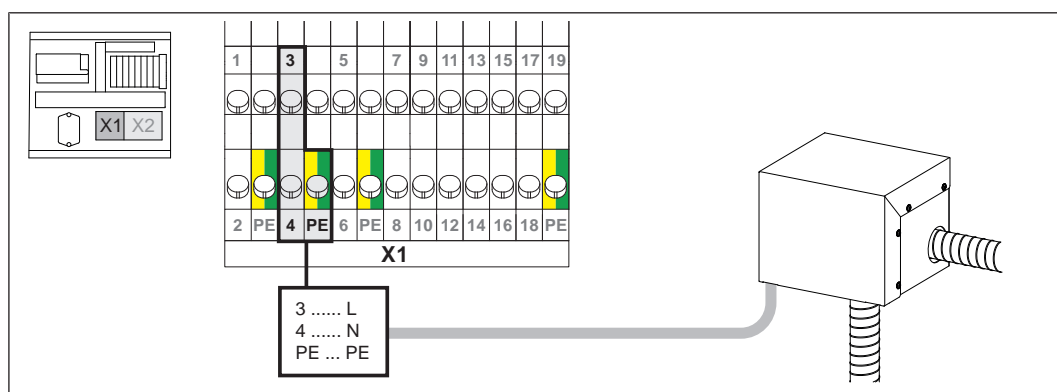 X1 X2
1 3 5 7 9 11 13 15 17 19
2 PE 4 PE 6 PE 8 10 12 14 16 18 PE
X1
3 ...... L
4 ...... N
PE ... PE